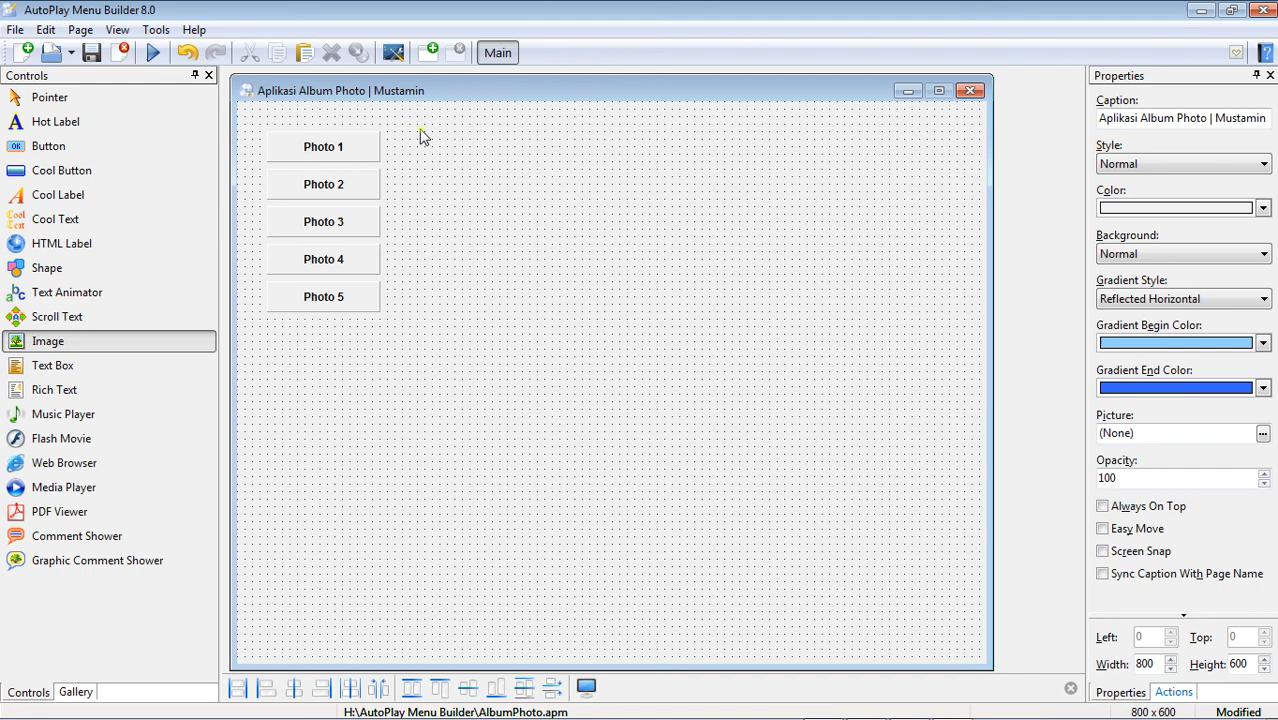 AutoPlay Menu Builder 8.0
File Edit Page View Tools Help
Main
Controls
Pointer
Hot Label
OK Button
Cool Button
Cool Label
Cool Text Cool Text
HTML Label
Shape
abc Text Animator
Scroll Text
Image
Text Box
Rich Text
Music Player
Flash Movie
Web Browser
Media Player
PDF Viewer
Comment Shower
Graphic Comment Shower
Controls Gallery
Aplikasi Album Photo | Mustamin
Photo 1
Photo 2
Photo 3
Photo 4
Photo 5
Properties
Caption:
Aplikasi Album Photo | Mustamin
Style:
Normal
Color:
Background:
Normal
Gradient Style:
Reflected Horizontal
Gradient Begin Color:
Gradient End Color:
Picture:
(None) ...
Opacity:
100
Always On Top
Easy Move
Screen Snap
Sync Caption With Page Name
Left: 0 Top: 0
Width: 800 Height: 600
Properties Actions
H:\AutoPlay Menu Builder\AlbumPhoto.apm 800 x 600 Modified